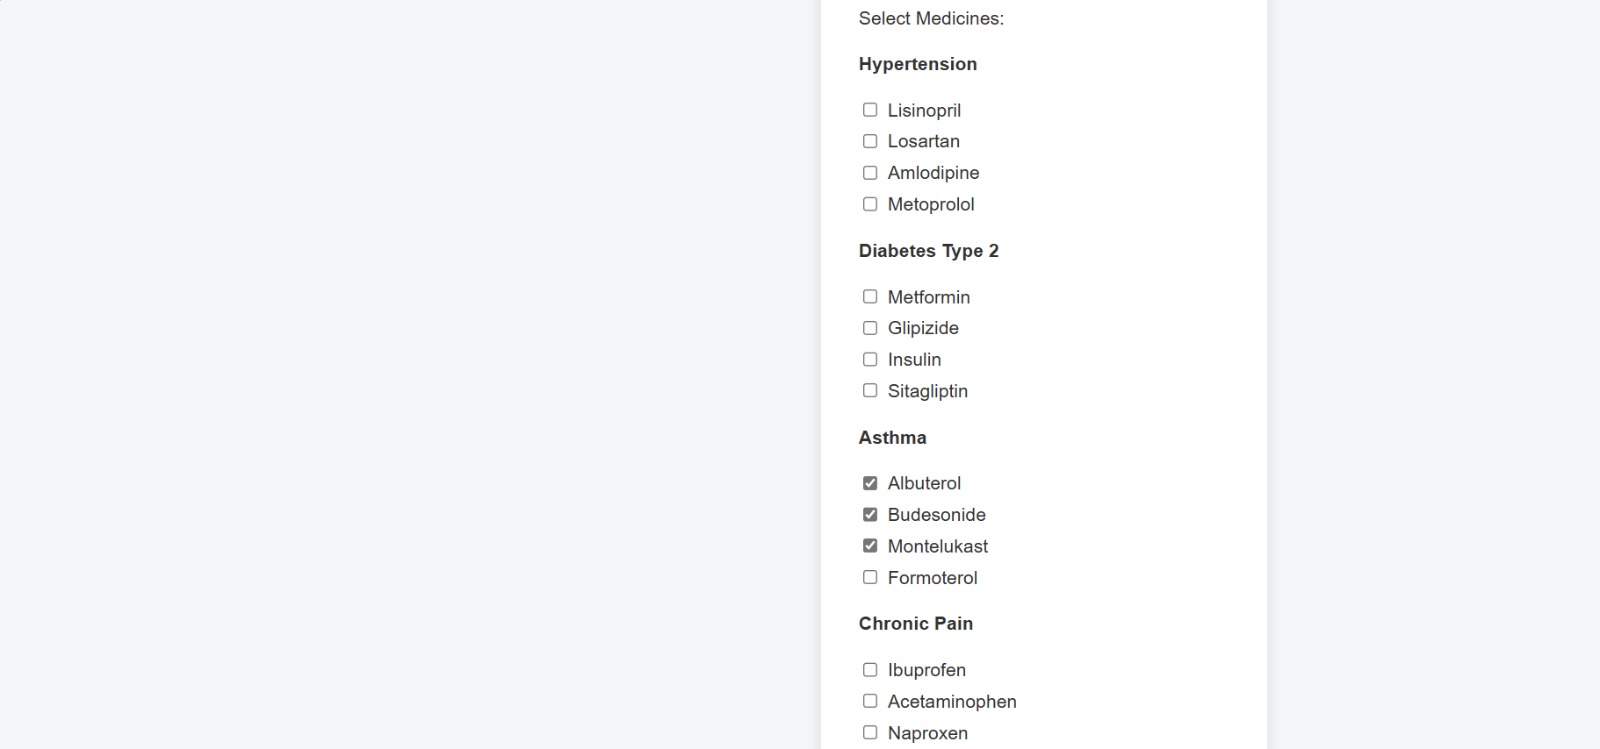 Select Medicines:
Hypertension
Lisinopril
Losartan
Amlodipine
Metoprolol
Diabetes Type 2
Metformin
Glipizide
Insulin
Sitagliptin
Asthma
Albuterol
Budesonide
Montelukast
Formoterol
Chronic Pain
Ibuprofen
Acetaminophen
Naproxen